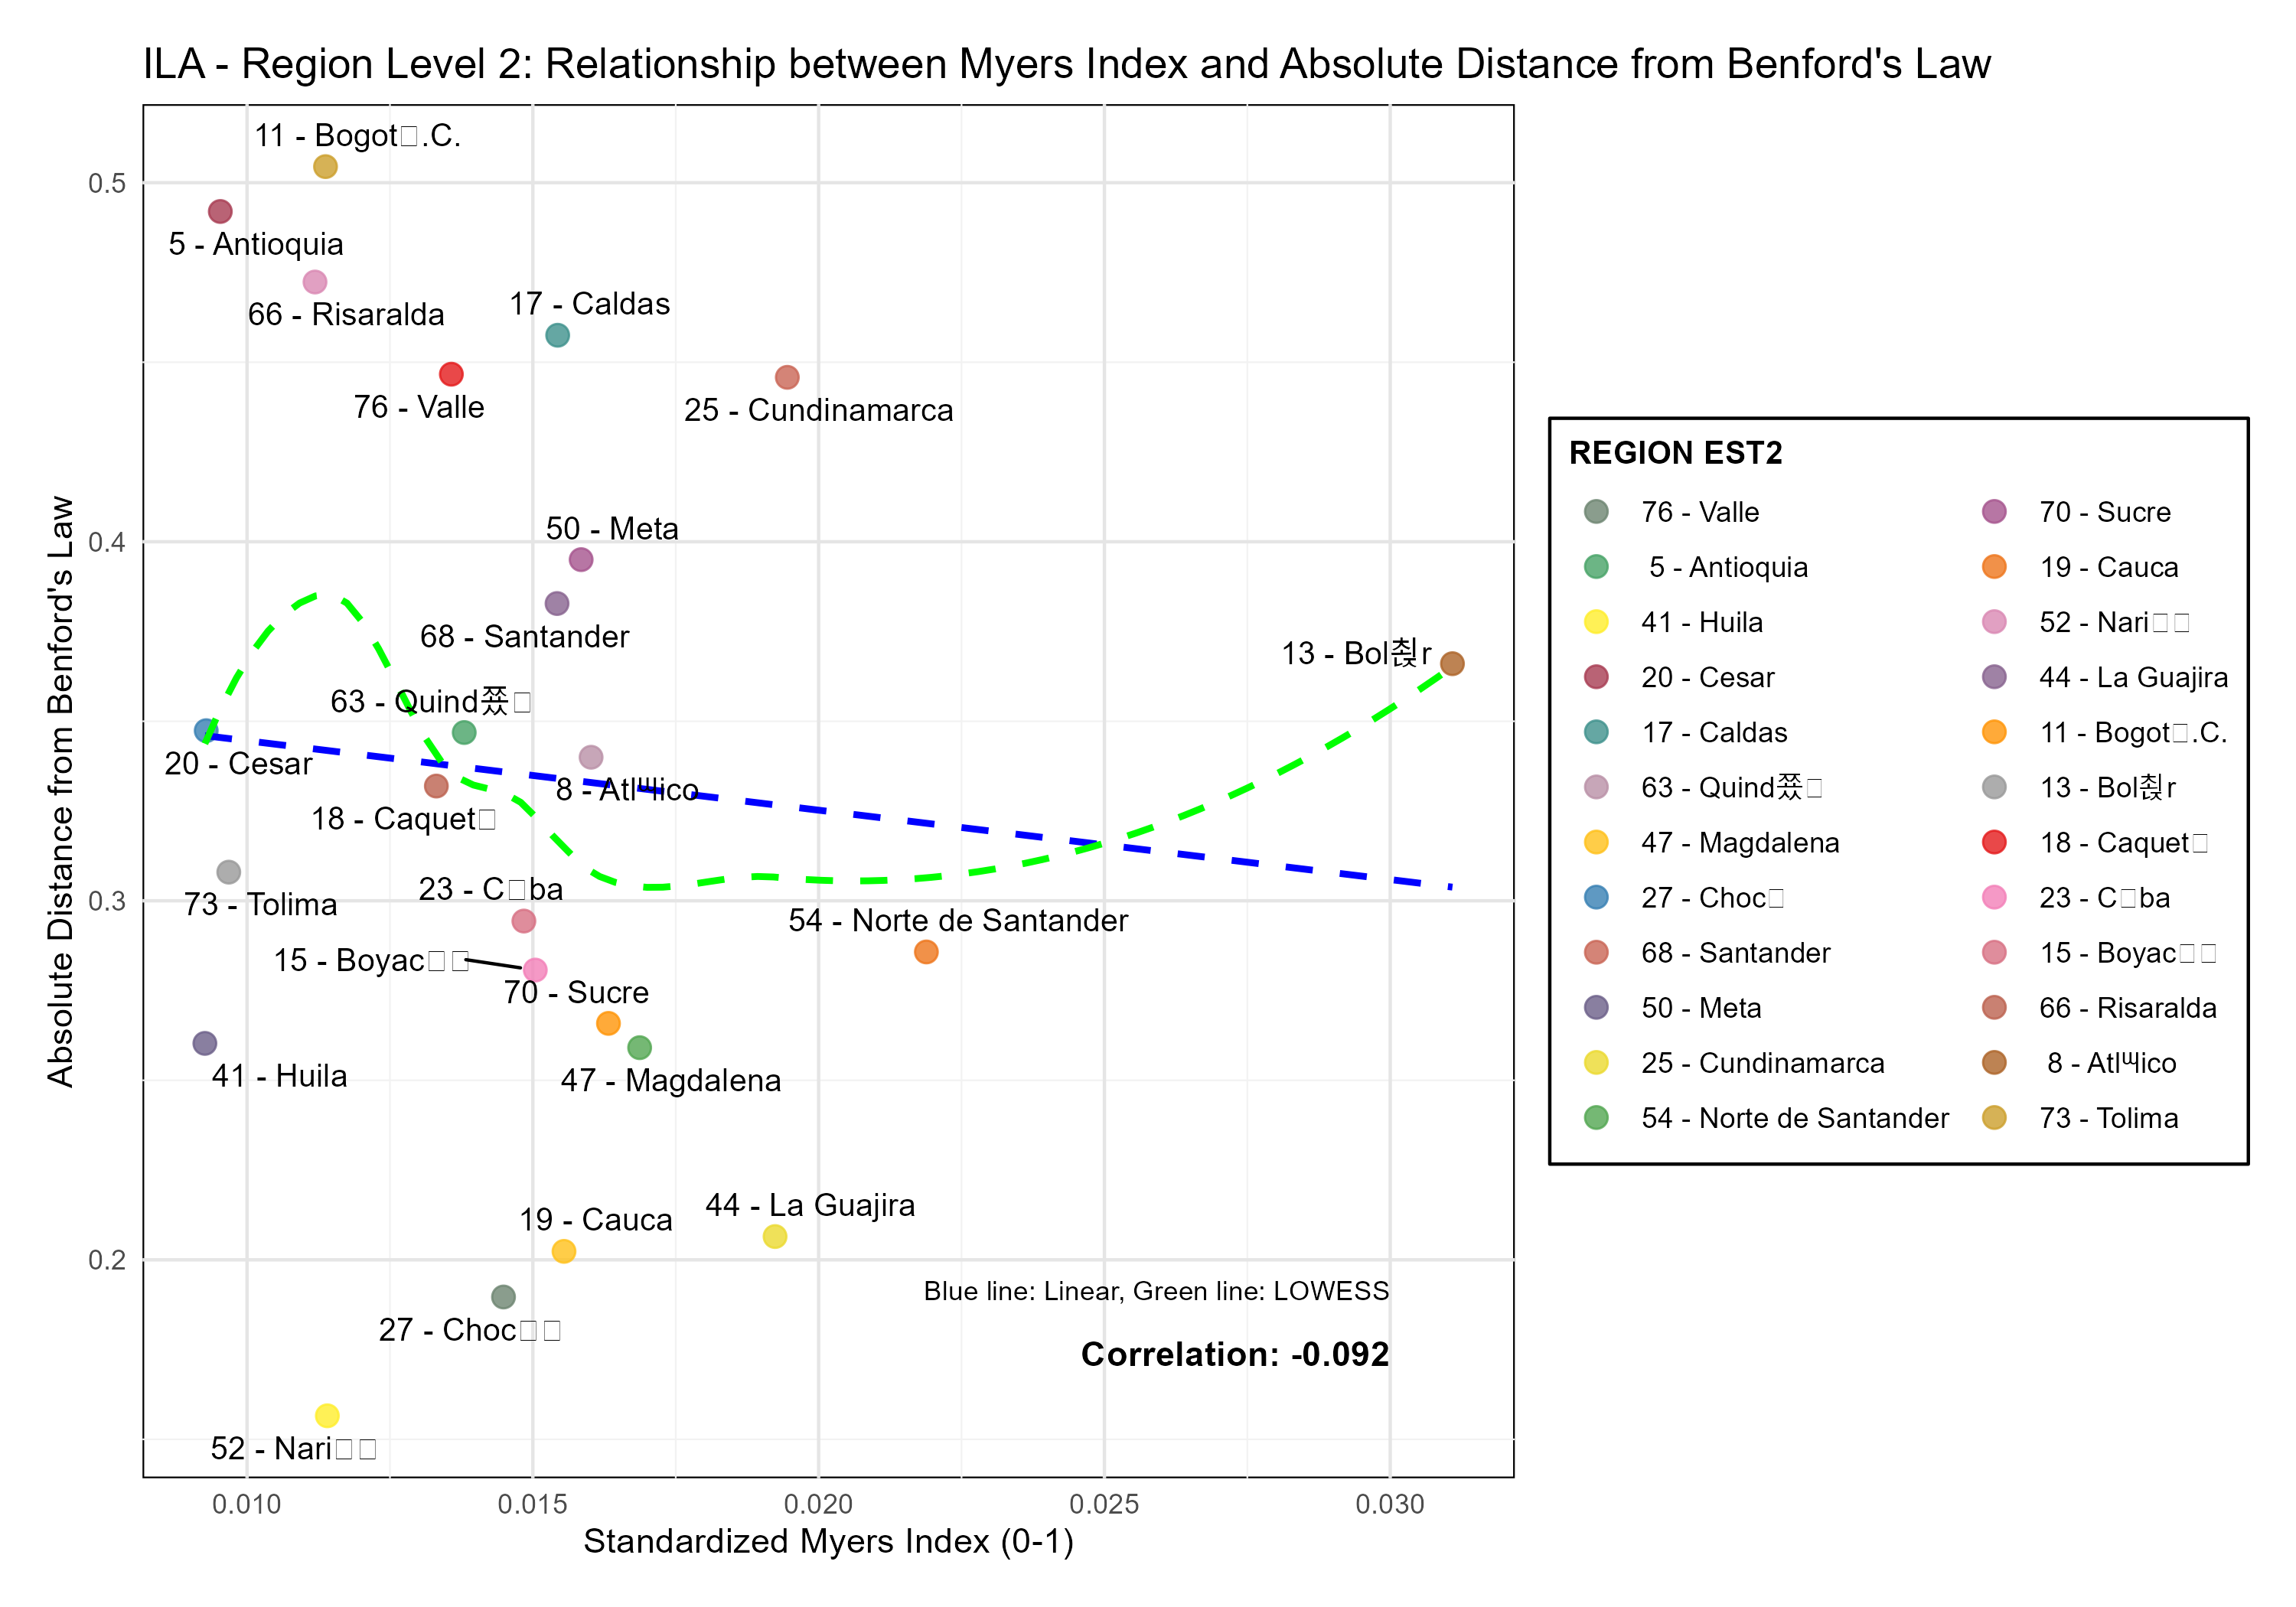 ILA - Region Level 2: Relationship between Myers Index and Absolute Distance from Benford's Law
Absolute Distance from Benford's Law
0.5
0.4
0.3
0.2
11 - Bogot□.C.
5 - Antioquia
66 - Risaralda
17 - Caldas
76 - Valle
25 - Cundinamarca
50 - Meta
68 - Santander
13 - Bol r
63 - Quind
20 - Cesar
8 - Atl ico
18 - Caquet□
73 - Tolima
23 - C□ba
54 - Norte de Santander
15 - Boyac□□
70 - Sucre
41 - Huila
47 - Magdalena
44 - La Guajira
19 - Cauca
27 - Choc□□
52 - Nari□□
Blue line: Linear, Green line: LOWESS
Correlation: -0.092
0.010 0.015 0.020 0.025 0.030
Standardized Myers Index (0-1)
REGION EST2
76 - Valle
5 - Antioquia
41 - Huila
20 - Cesar
17 - Caldas
63 - Quind
47 - Magdalena
27 - Choc□
68 - Santander
50 - Meta
25 - Cundinamarca
54 - Norte de Santander
70 - Sucre
19 - Cauca
52 - Nari□□
44 - La Guajira
11 - Bogot□.C.
13 - Bol r
18 - Caquet□
23 - C□ba
15 - Boyac□□
66 - Risaralda
8 - Atl ico
73 - Tolima